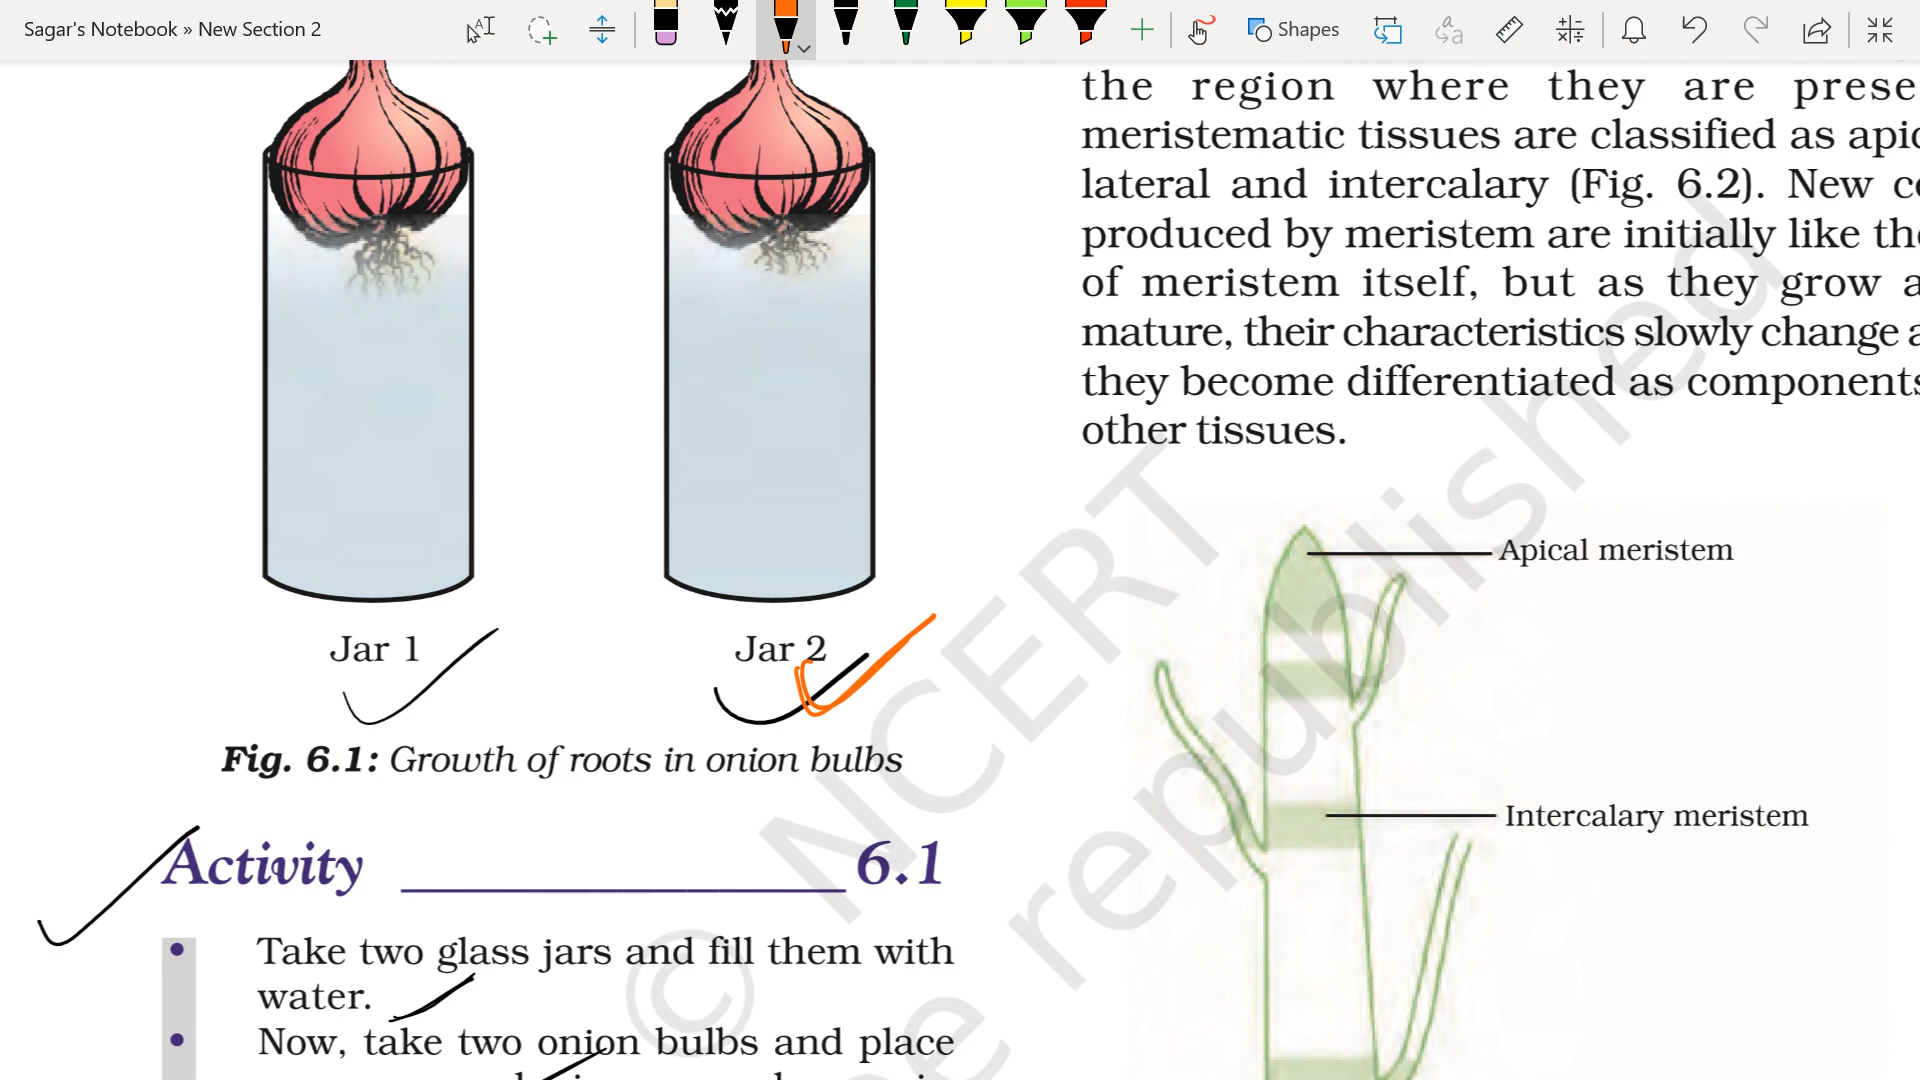 Sagar's Notebook » New Section 2
Shapes
Jar 1
Jar 2
Fig. 6.1: Growth of roots in onion bulbs
Activity 6.1
• Take two glass jars and fill them with
water.
• Now, take two onion bulbs and place
the region where they are prese
meristematic tissues are classified as apic
lateral and intercalary (Fig. 6.2). New ce
produced by meristem are initially like the
of meristem itself, but as they grow a
mature, their characteristics slowly change a
they become differentiated as components
other tissues.
Apical meristem
Intercalary meristem
© NCERT
republished